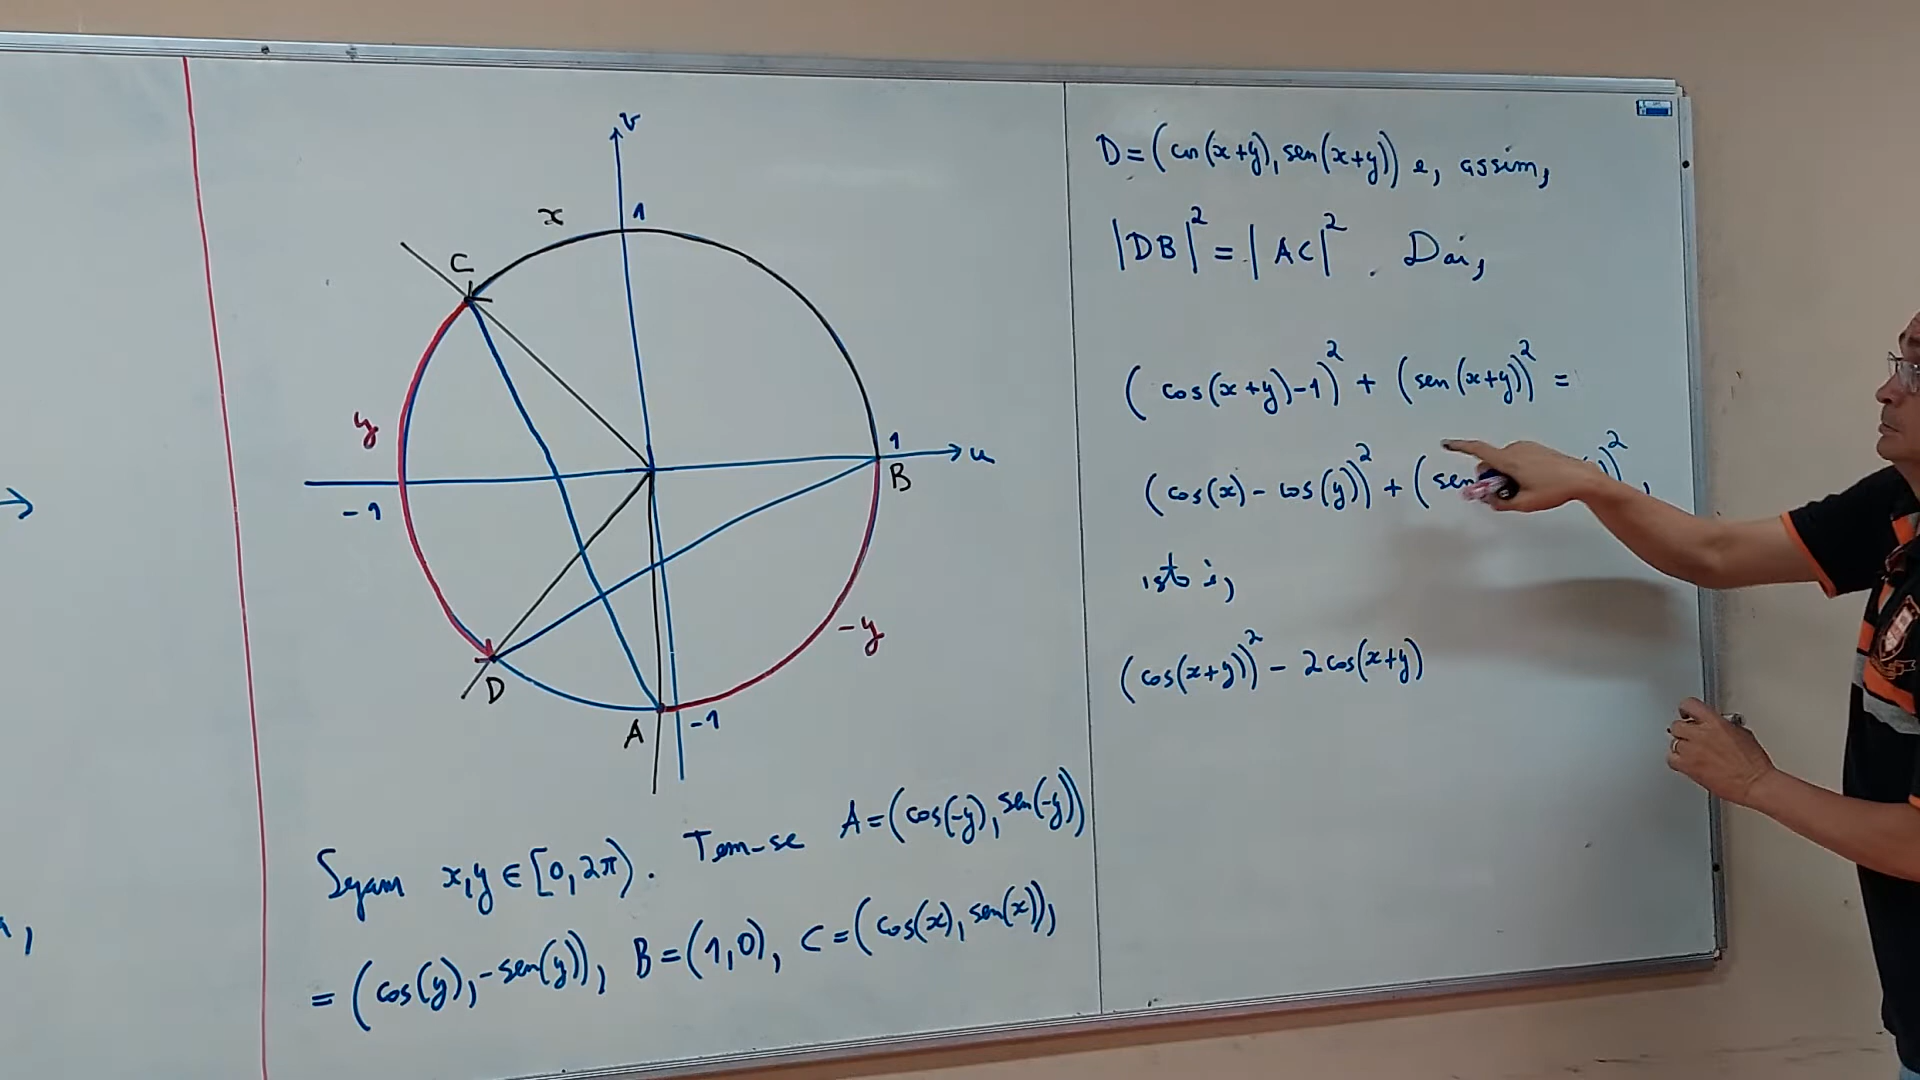 v
x
1
C
y
1
u
B
-1
-y
D
A
-1
Sejam x,y ∈ [0,2π). Tem-se A=(cos(-y), sen(-y))
= (cos(y), -sen(y)), B=(1,0), C=(cos(x), sen(x)),
D=(cos(x+y), sen(x+y)) e, assim,
|DB|² = |AC|². Daí,
(cos(x+y)-1)² + (sen(x+y))² =
(cos(x) - cos(y))² + (sen )²,
isto é,
(cos(x+y))² - 2cos(x+y)